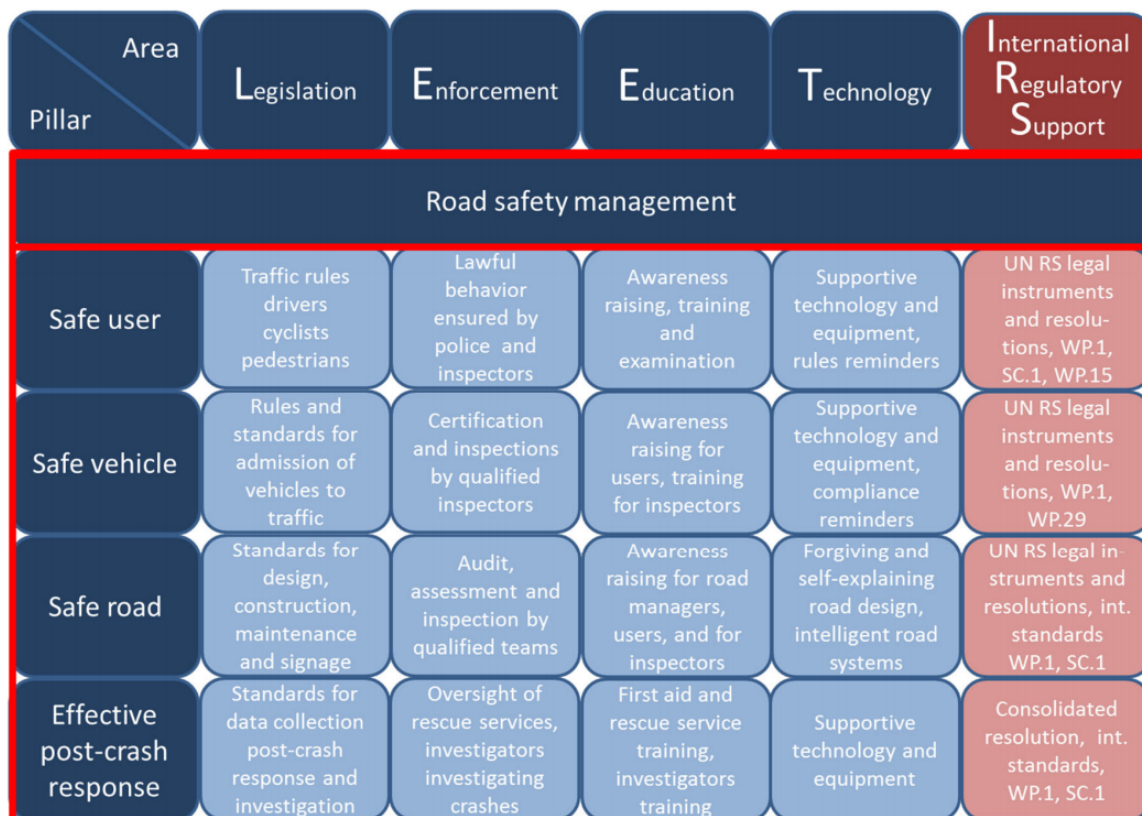 Area
Pillar
Legislation
Enforcement
Education
Technology
International
Regulatory
Support
Road safety management
Safe user
Traffic rules
drivers
cyclists
pedestrians
Lawful
behavior
ensured by
police and
inspectors
Awareness
raising, training
and
examination
Supportive
technology and
equipment,
rules reminders
UN RS legal
instruments
and resolu-
tions, WP.1,
SC.1, WP.15
Safe vehicle
Rules and
standards for
admission of
vehicles to
traffic
Certification
and inspections
by qualified
inspectors
Awareness
raising for
users, training
for inspectors
Supportive
technology and
equipment,
compliance
reminders
UN RS legal
instruments
and resolu-
tions, WP.1,
WP.29
Safe road
Standards for
design,
construction,
maintenance
and signage
Audit,
assessment and
inspection by
qualified teams
Awareness
raising for road
managers,
users, and for
inspectors
Forgiving and
self-explaining
road design,
intelligent road
systems
UN RS legal in-
struments and
resolutions, int.
standards
WP.1, SC.1
Effective
post-crash
response
Standards for
data collection
post-crash
response and
investigation
Oversight of
rescue services,
investigators
investigating
crashes
First aid and
rescue service
training,
investigators
training
Supportive
technology and
equipment
Consolidated
resolution, int.
standards,
WP.1, SC.1